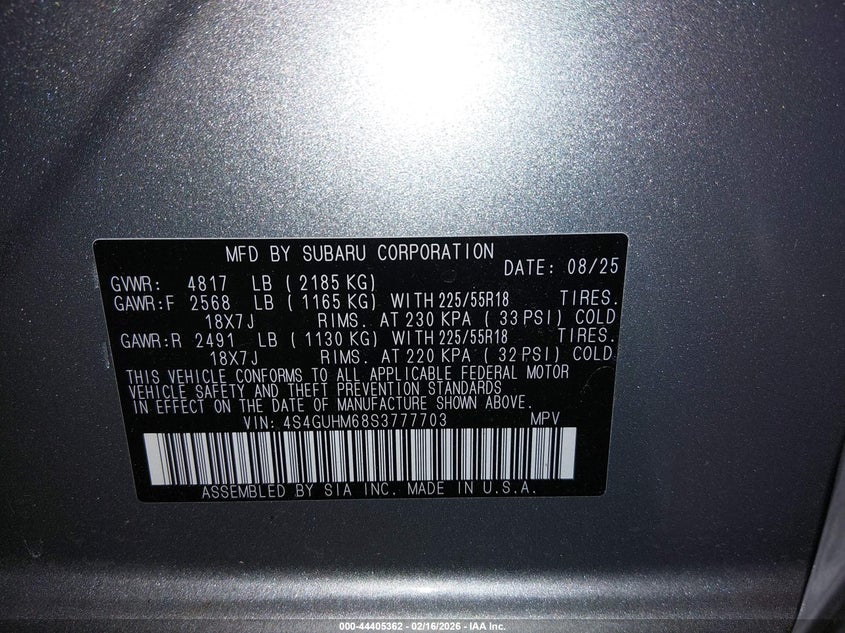 MFD BY SUBARU CORPORATION
DATE: 08/25
GVWR: 4817 LB ( 2185 KG)
GAWR:F 2568 LB ( 1165 KG) WITH 225/55R18 TIRES.
18X7J RIMS. AT 230 KPA ( 33 PSI) COLD
GAWR:R 2491 LB ( 1130 KG) WITH 225/55R18 TIRES.
18X7J RIMS. AT 220 KPA ( 32 PSI) COLD
THIS VEHICLE CONFORMS TO ALL APPLICABLE FEDERAL MOTOR
VEHICLE SAFETY AND THEFT PREVENTION STANDARDS
IN EFFECT ON THE DATE OF MANUFACTURE SHOWN ABOVE.
VIN: 4S4GUHM68S3777703 MPV
ASSEMBLED BY SIA INC. MADE IN U.S.A.
000-44405362 - 02/16/2026 - IAA Inc.